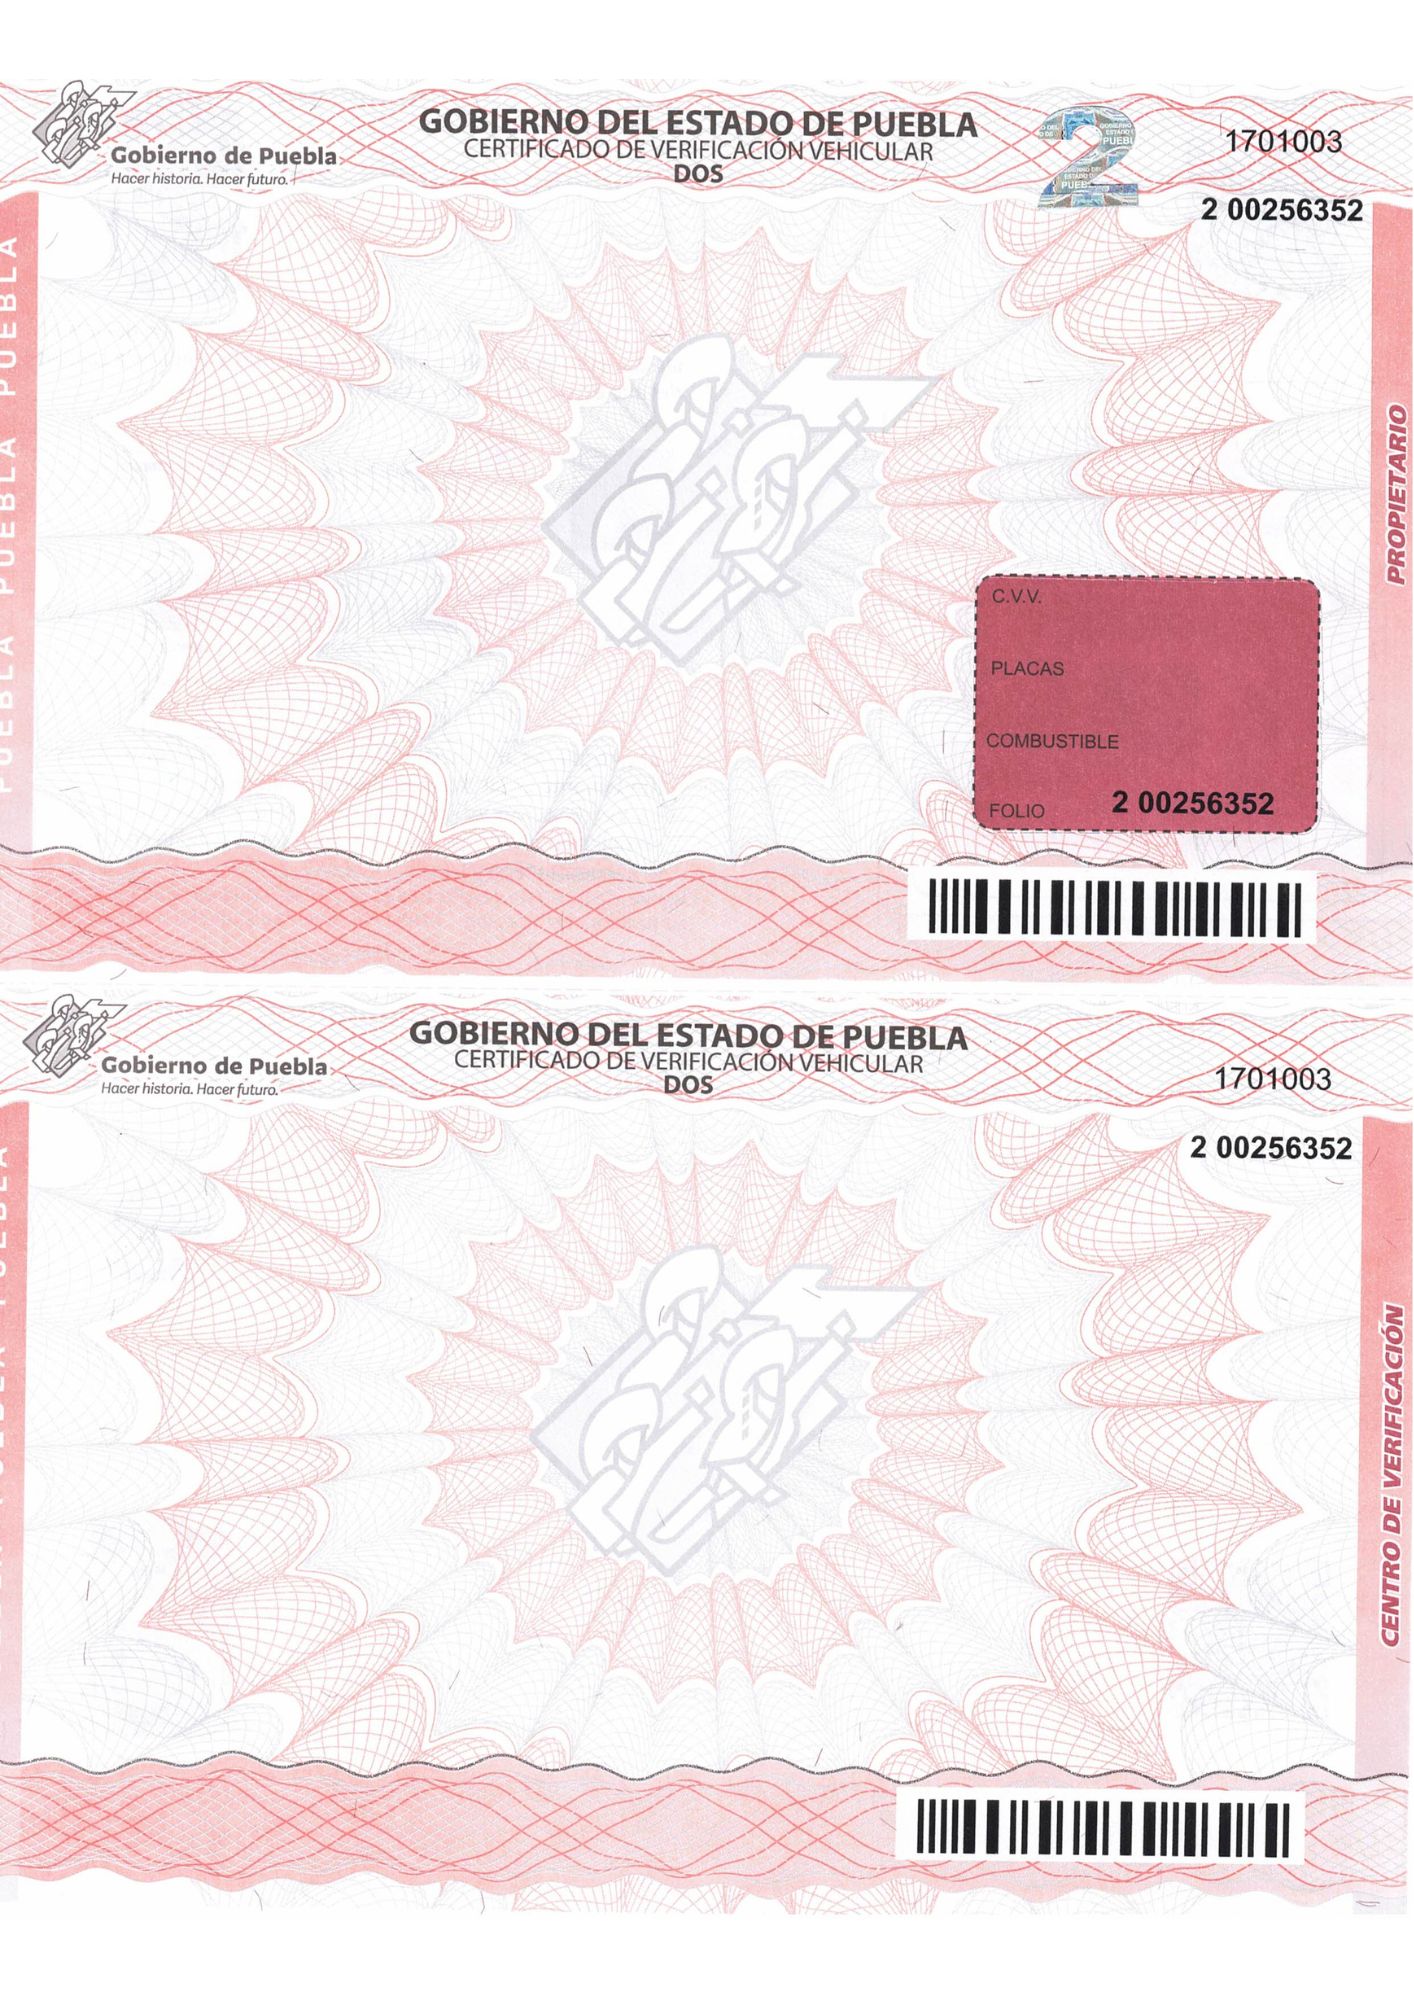 Gobierno de Puebla
Hacer historia. Hacer futuro.
GOBIERNO DEL ESTADO DE PUEBLA
CERTIFICADO DE VERIFICACIÓN VEHICULAR
DOS
2
1701003
2 00256352
PUEBLA PUEBLA PUEBLA
PROPIETARIO
C.V.V.
PLACAS
COMBUSTIBLE
FOLIO 2 00256352
Gobierno de Puebla
Hacer historia. Hacer futuro.
GOBIERNO DEL ESTADO DE PUEBLA
CERTIFICADO DE VERIFICACIÓN VEHICULAR
DOS
1701003
2 00256352
CENTRO DE VERIFICACIÓN